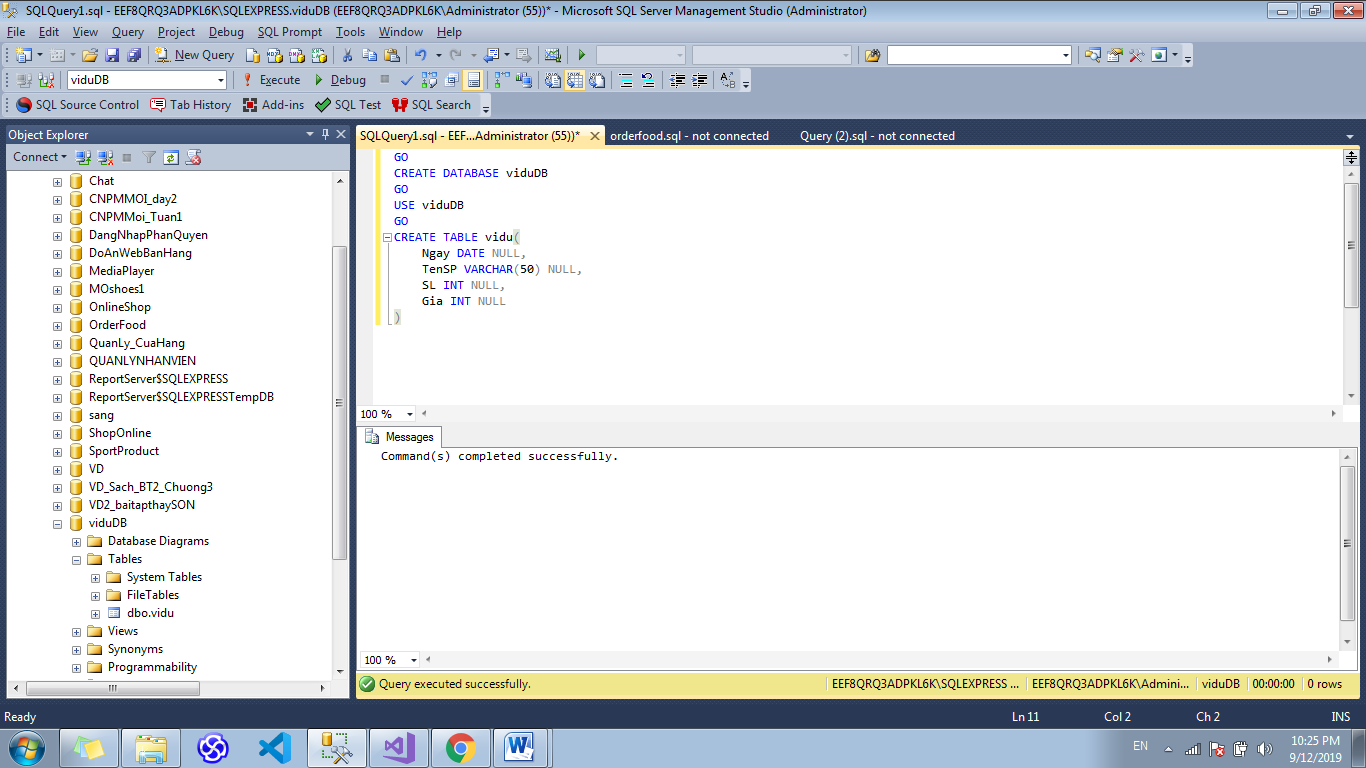 SQLQuery1.sql - EEF8QRQ3ADPKL6K\SQLEXPRESS.viduDB (EEF8QRQ3ADPKL6K\Administrator (55))* - Microsoft SQL Server Management Studio (Administrator)
File Edit View Query Project Debug SQL Prompt Tools Window Help
New Query
viduDB Execute Debug
SQL Source Control Tab History Add-ins SQL Test SQL Search
Object Explorer
Connect
Chat
CNPMMOI_day2
CNPMMoi_Tuan1
DangNhapPhanQuyen
DoAnWebBanHang
MediaPlayer
MOshoes1
OnlineShop
OrderFood
QuanLy_CuaHang
QUANLYNHANVIEN
ReportServer$SQLEXPRESS
ReportServer$SQLEXPRESSTempDB
sang
ShopOnline
SportProduct
VD
VD_Sach_BT2_Chuong3
VD2_baitapthaySON
viduDB
Database Diagrams
Tables
System Tables
FileTables
dbo.vidu
Views
Synonyms
Programmability
SQLQuery1.sql - EEF...Administrator (55))* orderfood.sql - not connected Query (2).sql - not connected
GO
CREATE DATABASE viduDB
GO
USE viduDB
GO
CREATE TABLE vidu(
Ngay DATE NULL,
TenSP VARCHAR(50) NULL,
SL INT NULL,
Gia INT NULL
)
100 %
Messages
Command(s) completed successfully.
100 %
Query executed successfully. EEF8QRQ3ADPKL6K\SQLEXPRESS ... EEF8QRQ3ADPKL6K\Admini... viduDB 00:00:00 0 rows
Ready Ln 11 Col 2 Ch 2 INS
EN 10:25 PM
9/12/2019